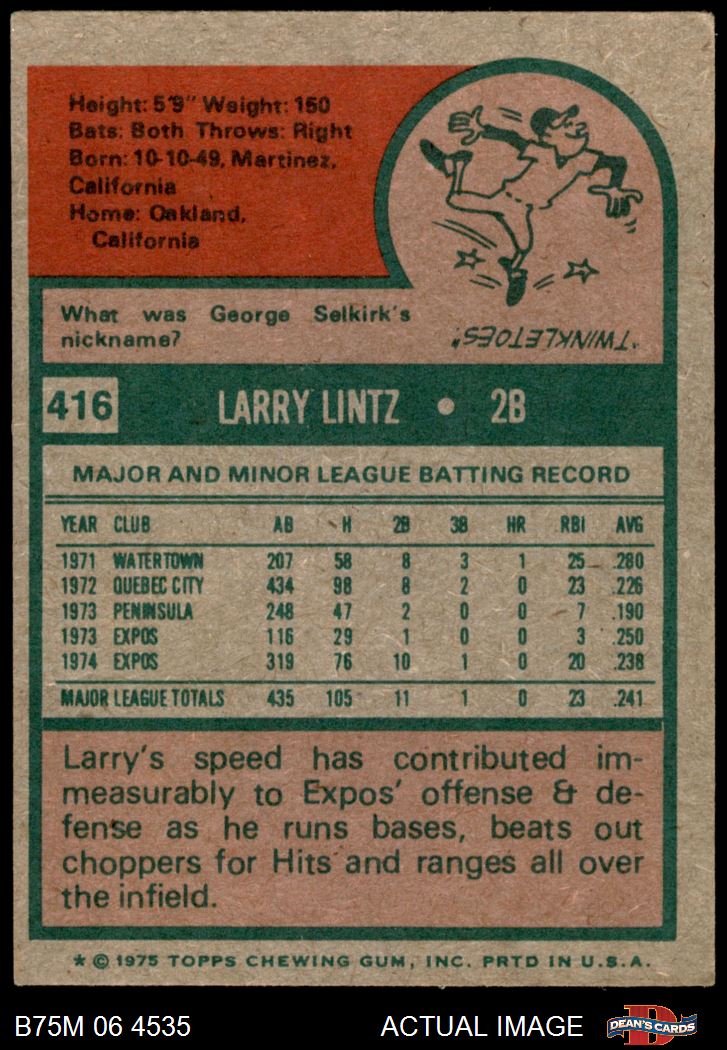 Height: 5'9" Weight: 150
Bats: Both Throws: Right
Born: 10-10-49, Martinez,
California
Home: Oakland,
California
What was George Selkirk's
nickname?
"TWINKLETOES".
416 LARRY LINTZ • 2B
MAJOR AND MINOR LEAGUE BATTING RECORD
YEAR CLUB AB H 2B 3B HR RBI AVG
1971 WATERTOWN 207 58 8 3 1 25 .280
1972 QUEBEC CITY 434 98 8 2 0 23 .226
1973 PENINSULA 248 47 2 0 0 7 .190
1973 EXPOS 116 29 1 0 0 3 .250
1974 EXPOS 319 76 10 1 0 20 .238
MAJOR LEAGUE TOTALS 435 105 11 1 0 23 .241
Larry's speed has contributed im-
measurably to Expos' offense & de-
fense as he runs bases, beats out
choppers for Hits and ranges all over
the infield.
* © 1975 TOPPS CHEWING GUM, INC. PRTD IN U.S.A.
B75M 06 4535 ACTUAL IMAGE D DEAN'S CARDS